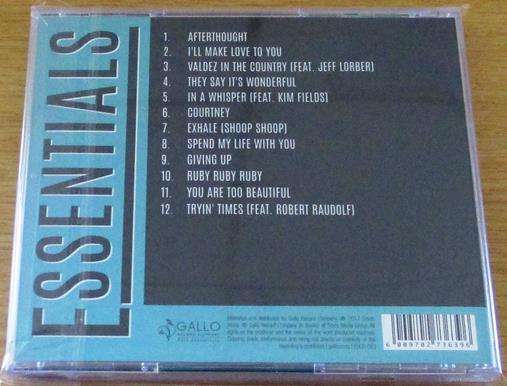 ESSENTIALS
1. AFTERTHOUGHT
2. I'LL MAKE LOVE TO YOU
3. VALDEZ IN THE COUNTRY (FEAT. JEFF LORBER)
4. THEY SAY IT'S WONDERFUL
5. IN A WHISPER (FEAT. KIM FIELDS)
6. COURTNEY
7. EXHALE (SHOOP SHOOP)
8. SPEND MY LIFE WITH YOU
9. GIVING UP
10. RUBY RUBY RUBY
11. YOU ARE TOO BEAUTIFUL
12. TRYIN' TIMES (FEAT. ROBERT RAUDOLF)
GALLO